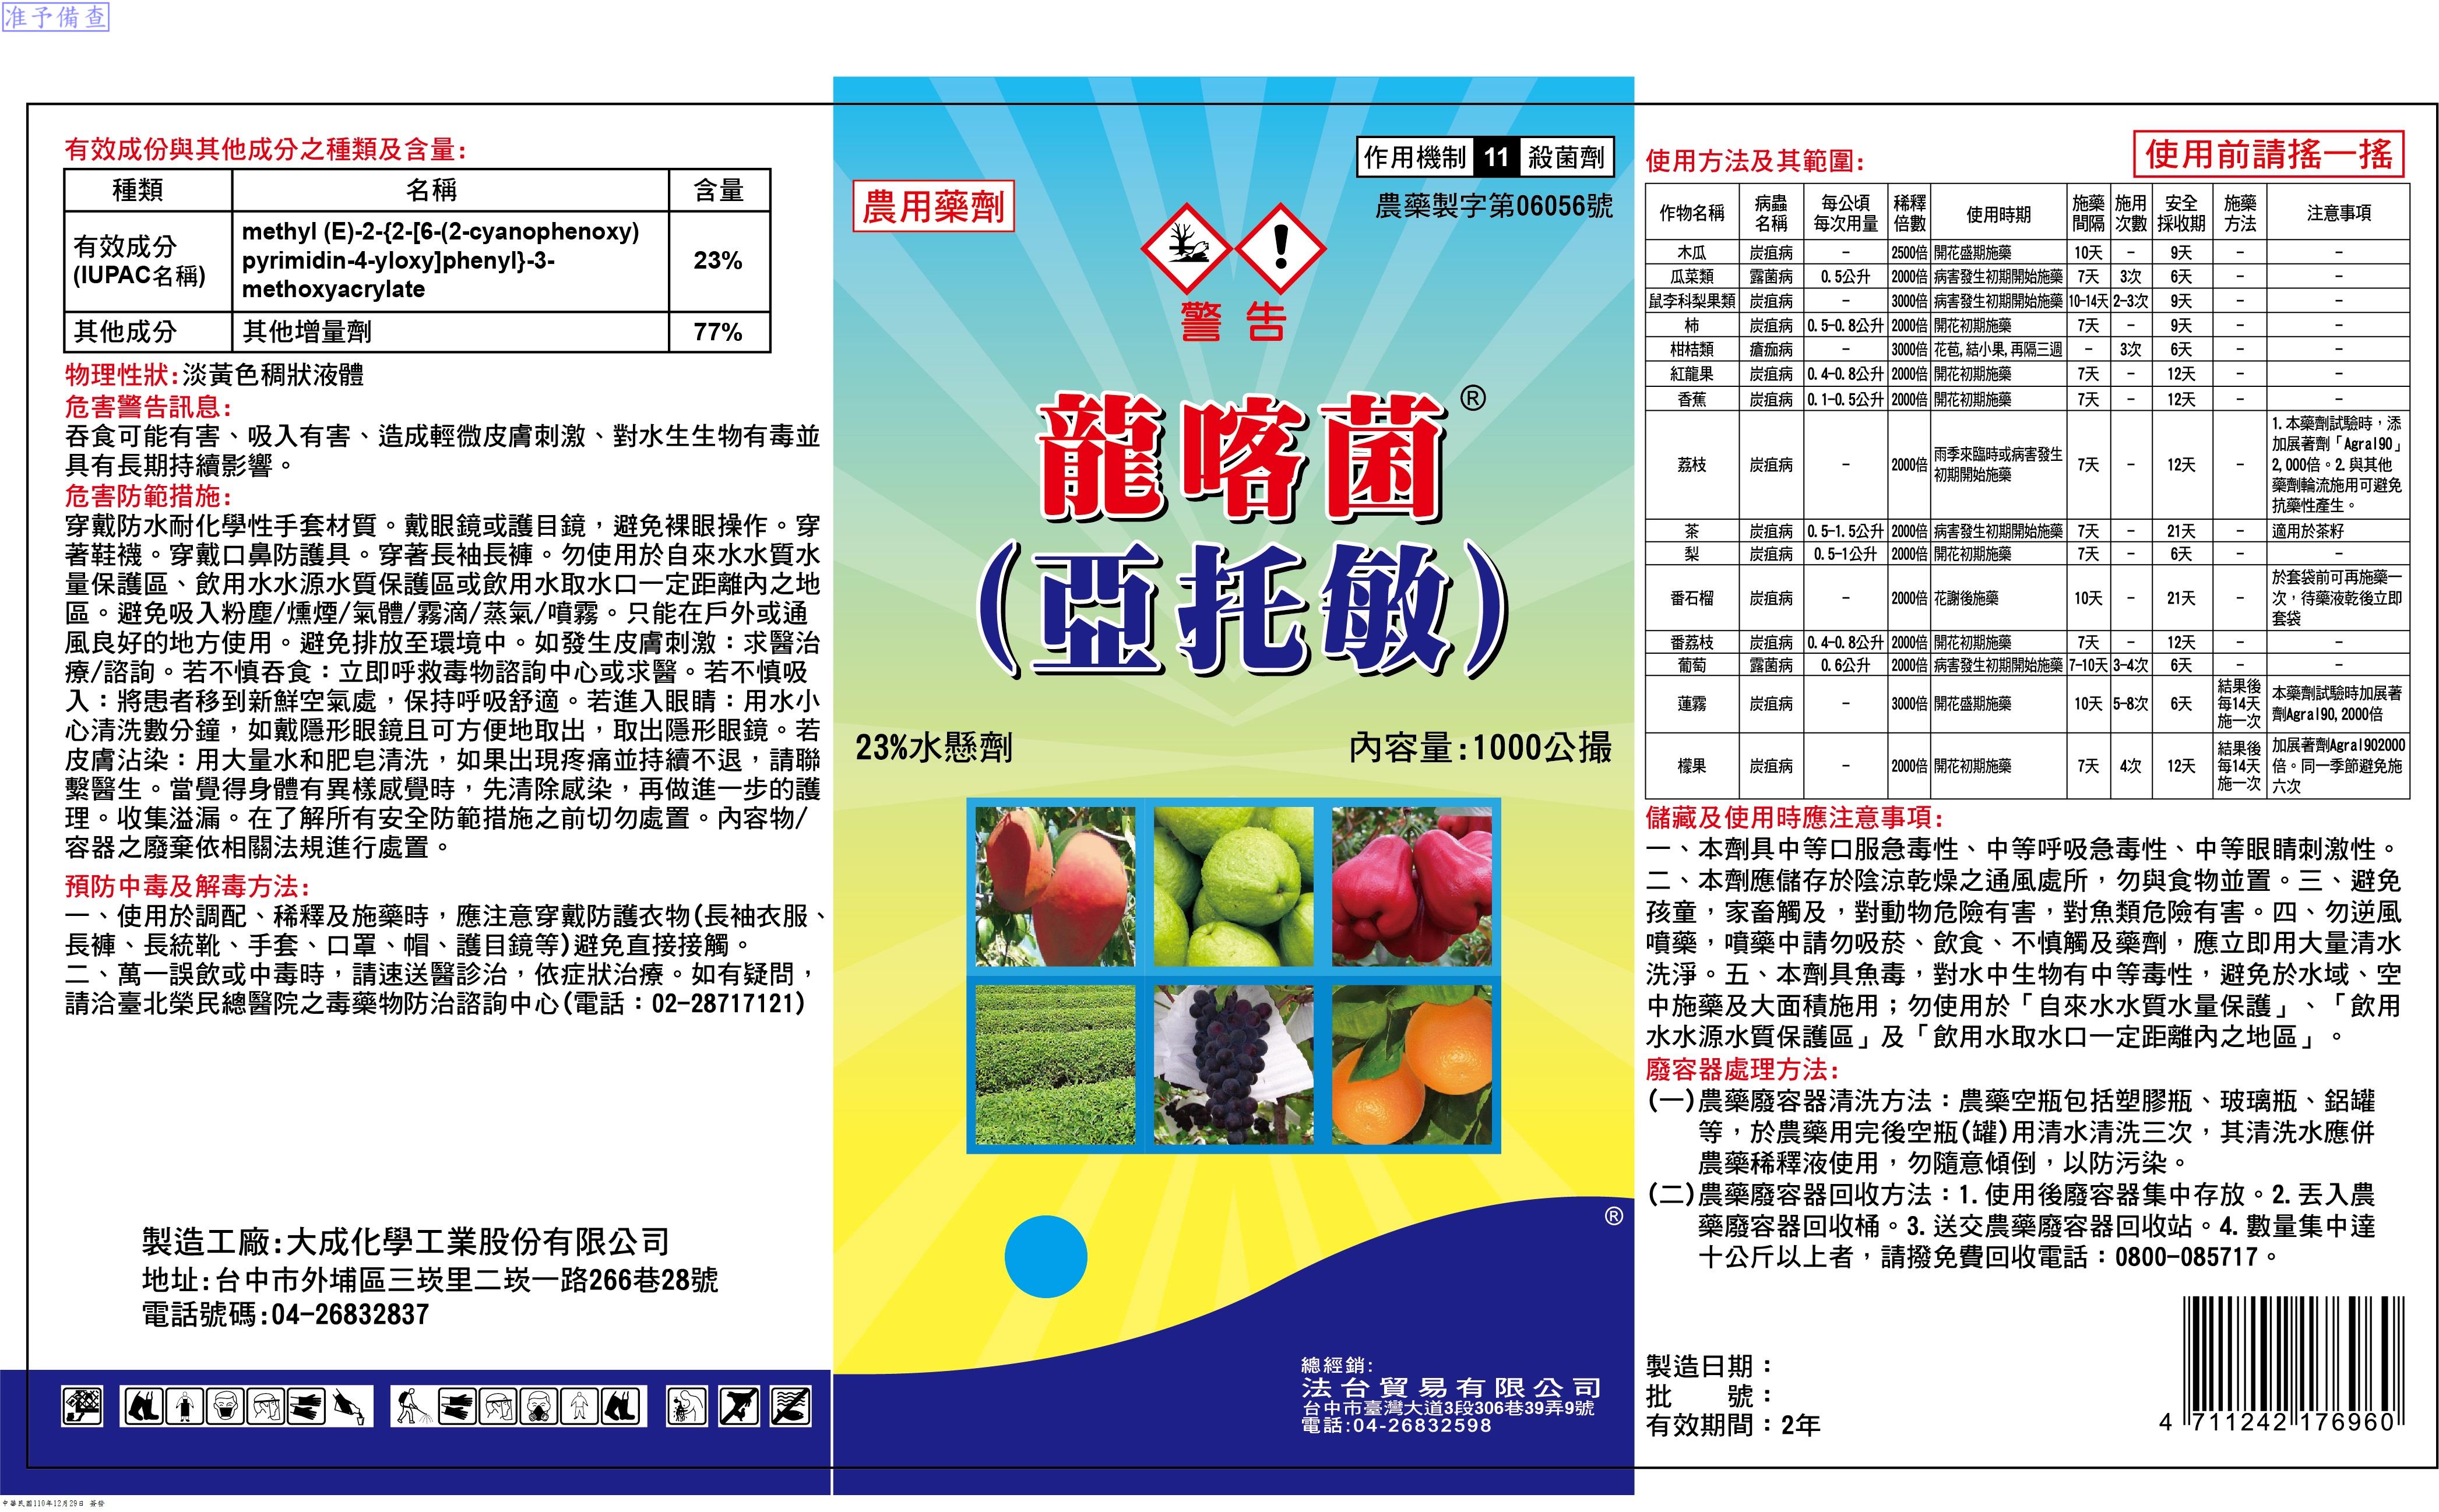 准予備查
有效成份與其他成分之種類及含量:
種類 名稱 含量
有效成分
(IUPAC名稱)
methyl (E)-2-{2-[6-(2-cyanophenoxy)
pyrimidin-4-yloxy]phenyl}-3-
methoxyacrylate
23%
其他成分 其他增量劑 77%
物理性狀:淡黃色稠狀液體
危害警告訊息:
吞食可能有害、吸入有害、造成輕微皮膚刺激、對水生生物有毒並
具有長期持續影響。
危害防範措施:
穿戴防水耐化學性手套材質。戴眼鏡或護目鏡，避免裸眼操作。穿
著鞋襪。穿戴口鼻防護具。穿著長袖長褲。勿使用於自來水水質水
量保護區、飲用水水源水質保護區或飲用水取水口一定距離內之地
區。避免吸入粉塵/燻煙/氣體/霧滴/蒸氣/噴霧。只能在戶外或通
風良好的地方使用。避免排放至環境中。如發生皮膚刺激：求醫治
療/諮詢。若不慎吞食：立即呼救毒物諮詢中心或求醫。若不慎吸
入：將患者移到新鮮空氣處，保持呼吸舒適。若進入眼睛：用水小
心清洗數分鐘，如戴隱形眼鏡且可方便地取出，取出隱形眼鏡。若
皮膚沾染：用大量水和肥皂清洗，如果出現疼痛並持續不退，請聯
繫醫生。當覺得身體有異樣感覺時，先清除感染，再做進一步的護
理。收集溢漏。在了解所有安全防範措施之前切勿處置。內容物/
容器之廢棄依相關法規進行處置。
預防中毒及解毒方法:
一、使用於調配、稀釋及施藥時，應注意穿戴防護衣物(長袖衣服、
長褲、長統靴、手套、口罩、帽、護目鏡等)避免直接接觸。
二、萬一誤飲或中毒時，請速送醫診治，依症狀治療。如有疑問，
請洽臺北榮民總醫院之毒藥物防治諮詢中心(電話：02-28717121)
製造工廠:大成化學工業股份有限公司
地址:台中市外埔區三崁里二崁一路266巷28號
電話號碼:04-26832837
作用機制 11 殺菌劑
農用藥劑
農藥製字第06056號
警告
龍喀菌®
(亞托敏)
23%水懸劑 內容量:1000公撮
®
總經銷:
法台貿易有限公司
台中市臺灣大道3段306巷39弄9號
電話:04-26832598
使用方法及其範圍:
使用前請搖一搖
作物名稱 病蟲名稱 每公頃每次用量 稀釋倍數 使用時期 施藥間隔 施用次數 安全採收期 施藥方法 注意事項
木瓜 炭疽病 - 2500倍 開花盛期施藥 10天 - 9天 - -
瓜菜類 露菌病 0.5公升 2000倍 病害發生初期開始施藥 7天 3次 6天 - -
鼠李科梨果類 炭疽病 - 3000倍 病害發生初期開始施藥 10-14天 2-3次 9天 - -
柿 炭疽病 0.5-0.8公升 2000倍 開花初期施藥 7天 - 9天 - -
柑桔類 瘡痂病 - 3000倍 花苞,結小果,再隔三週 - 3次 6天 - -
紅龍果 炭疽病 0.4-0.8公升 2000倍 開花初期施藥 7天 - 12天 - -
香蕉 炭疽病 0.1-0.5公升 2000倍 開花初期施藥 7天 - 12天 - -
荔枝 炭疽病 - 2000倍 雨季來臨時或病害發生初期開始施藥 7天 - 12天 - 1.本藥劑試驗時，添加展著劑「Agral90」2,000倍。2.與其他藥劑輪流施用可避免抗藥性產生。
茶 炭疽病 0.5-1.5公升 2000倍 病害發生初期開始施藥 7天 - 21天 - 適用於茶籽
梨 炭疽病 0.5-1公升 2000倍 開花初期施藥 7天 - 6天 - -
番石榴 炭疽病 - 2000倍 花謝後施藥 10天 - 21天 - 於套袋前可再施藥一次，待藥液乾後立即套袋
番荔枝 炭疽病 0.4-0.8公升 2000倍 開花初期施藥 7天 - 12天 - -
葡萄 露菌病 0.6公升 2000倍 病害發生初期開始施藥 7-10天 3-4次 6天 - -
蓮霧 炭疽病 - 3000倍 開花盛期施藥 10天 5-8次 6天 結果後每14天施一次 本藥劑試驗時加展著劑Agral90,2000倍
檬果 炭疽病 - 2000倍 開花初期施藥 7天 4次 12天 結果後每14天施一次 加展著劑Agral902000倍。同一季節避免施六次
儲藏及使用時應注意事項:
一、本劑具中等口服急毒性、中等呼吸急毒性、中等眼睛刺激性。
二、本劑應儲存於陰涼乾燥之通風處所，勿與食物並置。三、避免
孩童，家畜觸及，對動物危險有害，對魚類危險有害。四、勿逆風
噴藥，噴藥中請勿吸菸、飲食、不慎觸及藥劑，應立即用大量清水
洗淨。五、本劑具魚毒，對水中生物有中等毒性，避免於水域、空
中施藥及大面積施用；勿使用於「自來水水質水量保護」、「飲用
水水源水質保護區」及「飲用水取水口一定距離內之地區」。
廢容器處理方法:
(一)農藥廢容器清洗方法：農藥空瓶包括塑膠瓶、玻璃瓶、鋁罐
等，於農藥用完後空瓶(罐)用清水清洗三次，其清洗水應併
農藥稀釋液使用，勿隨意傾倒，以防污染。
(二)農藥廢容器回收方法：1.使用後廢容器集中存放。2.丟入農
藥廢容器回收桶。3.送交農藥廢容器回收站。4.數量集中達
十公斤以上者，請撥免費回收電話：0800-085717。
製造日期：
批 號：
有效期間：2年
4 711242 176960
中華民國110年12月29日 簽發